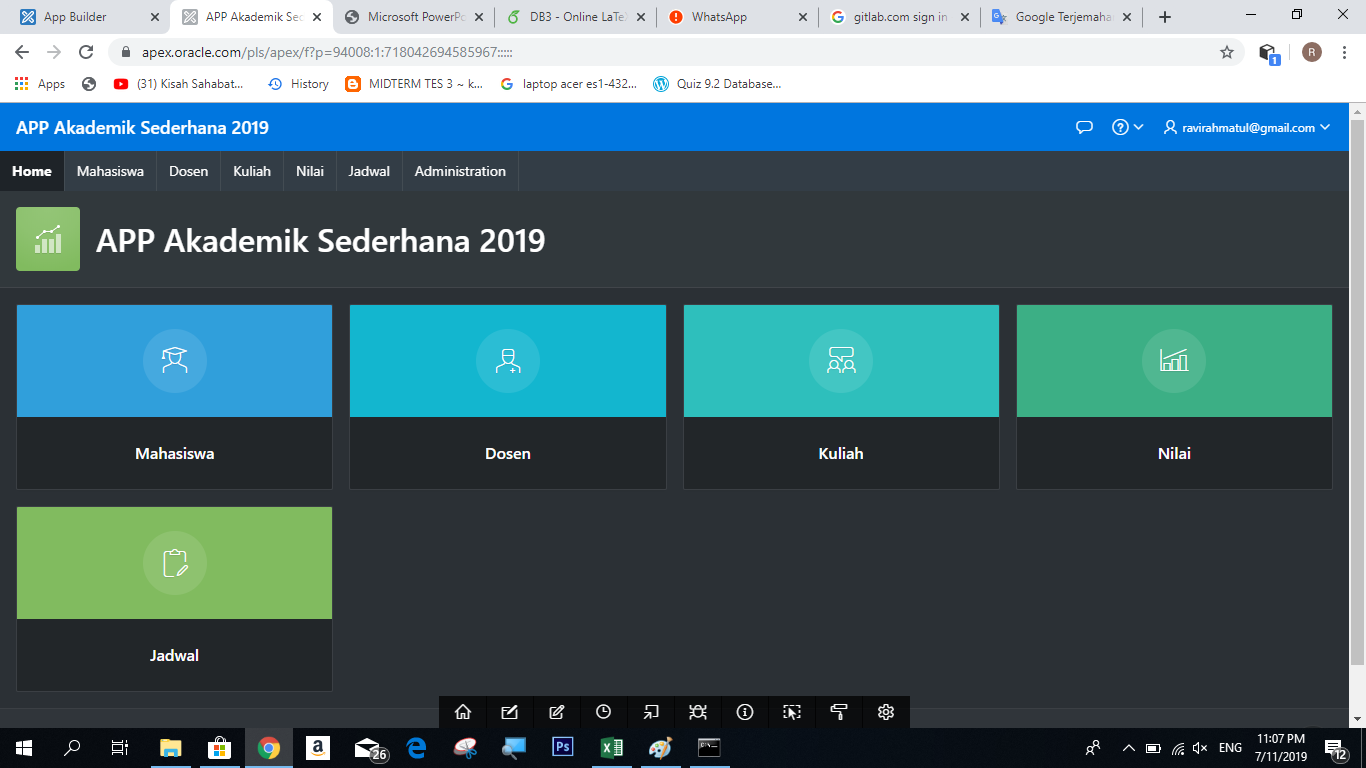 App Builder
APP Akademik Sec
Microsoft PowerPo
DB3 - Online LaTe
WhatsApp
gitlab.com sign in
Google Terjemaha
apex.oracle.com/pls/apex/f?p=94008:1:718042694585967:::::
R
1
Apps
(31) Kisah Sahabat...
History
MIDTERM TES 3 ~ k...
laptop acer es1-432...
Quiz 9.2 Database...
APP Akademik Sederhana 2019
ravirahmatul@gmail.com
Home
Mahasiswa
Dosen
Kuliah
Nilai
Jadwal
Administration
APP Akademik Sederhana 2019
Mahasiswa
Dosen
Kuliah
Nilai
Jadwal
26
Ps
ENG
11:07 PM
7/11/2019
12